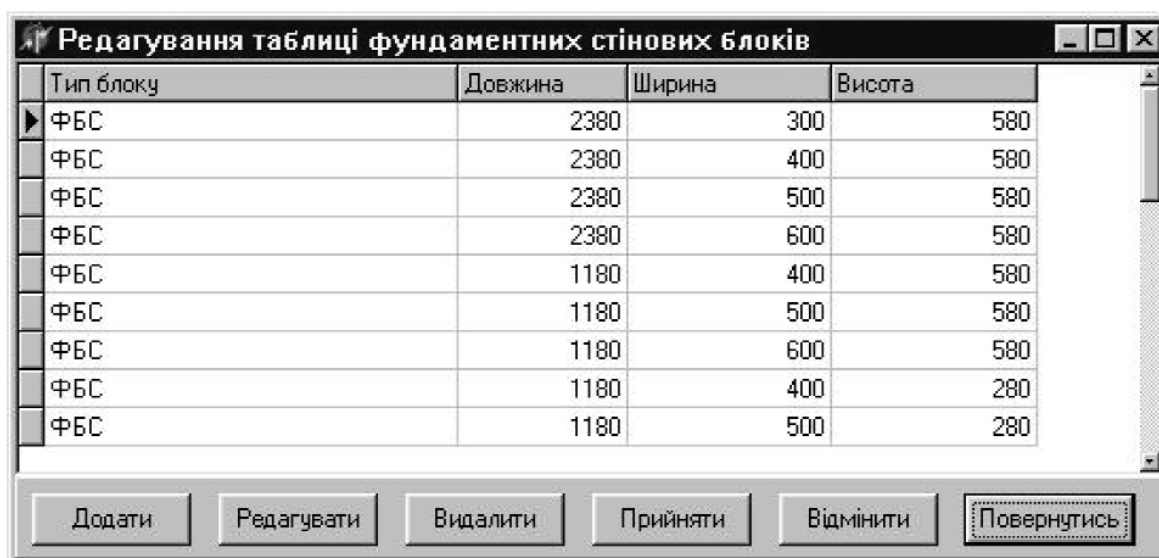 Редагування таблиці фундаментних стінових блоків
Тип блоку Довжина Ширина Висота
ФБС 2380 300 580
ФБС 2380 400 580
ФБС 2380 500 580
ФБС 2380 600 580
ФБС 1180 400 580
ФБС 1180 500 580
ФБС 1180 600 580
ФБС 1180 400 280
ФБС 1180 500 280
Додати Редагувати Видалити Прийняти Відмінити Повернутись